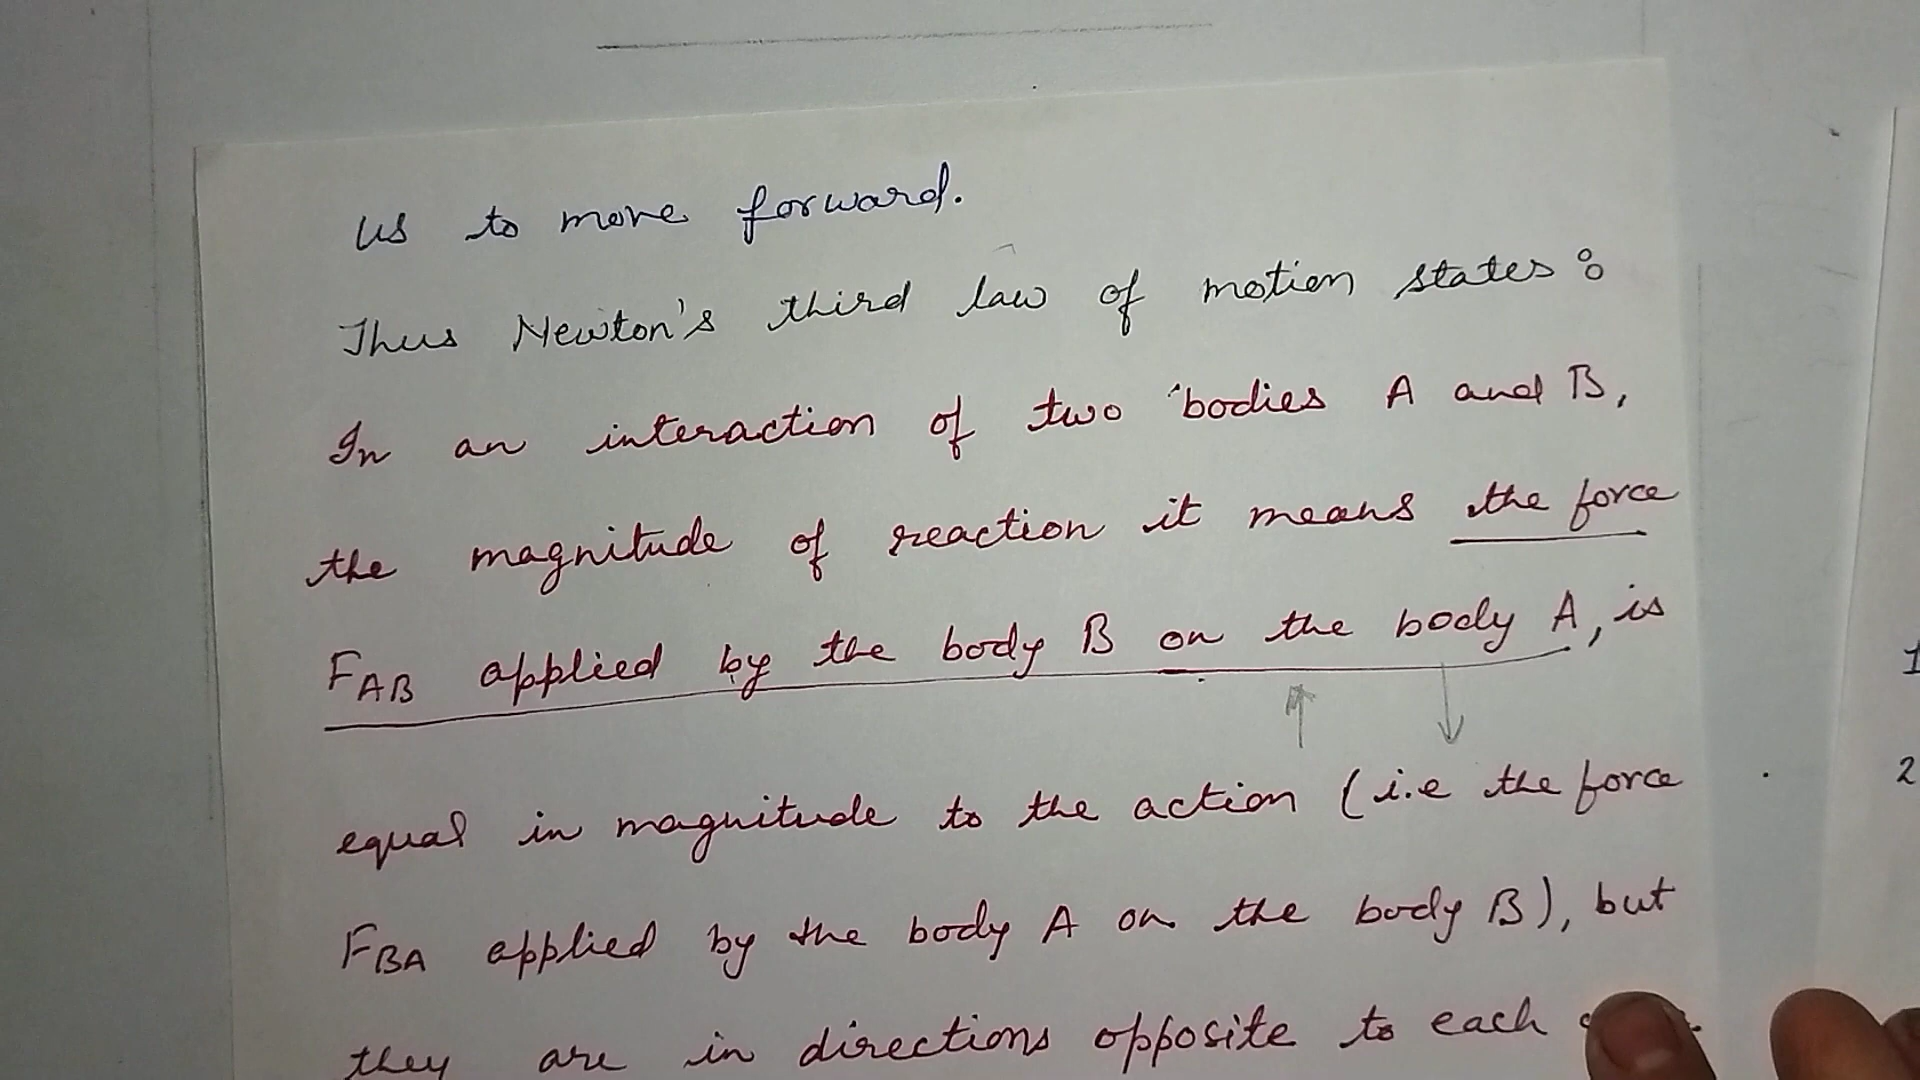 us to move forward.
Thus Newton's third law of motion states :
In an interaction of two bodies A and B,
the magnitude of reaction it means the force
FAB applied by the body B on the body A, is
equal in magnitude to the action (i.e the force
FBA applied by the body A on the body B), but
they are in directions opposite to each
1
2